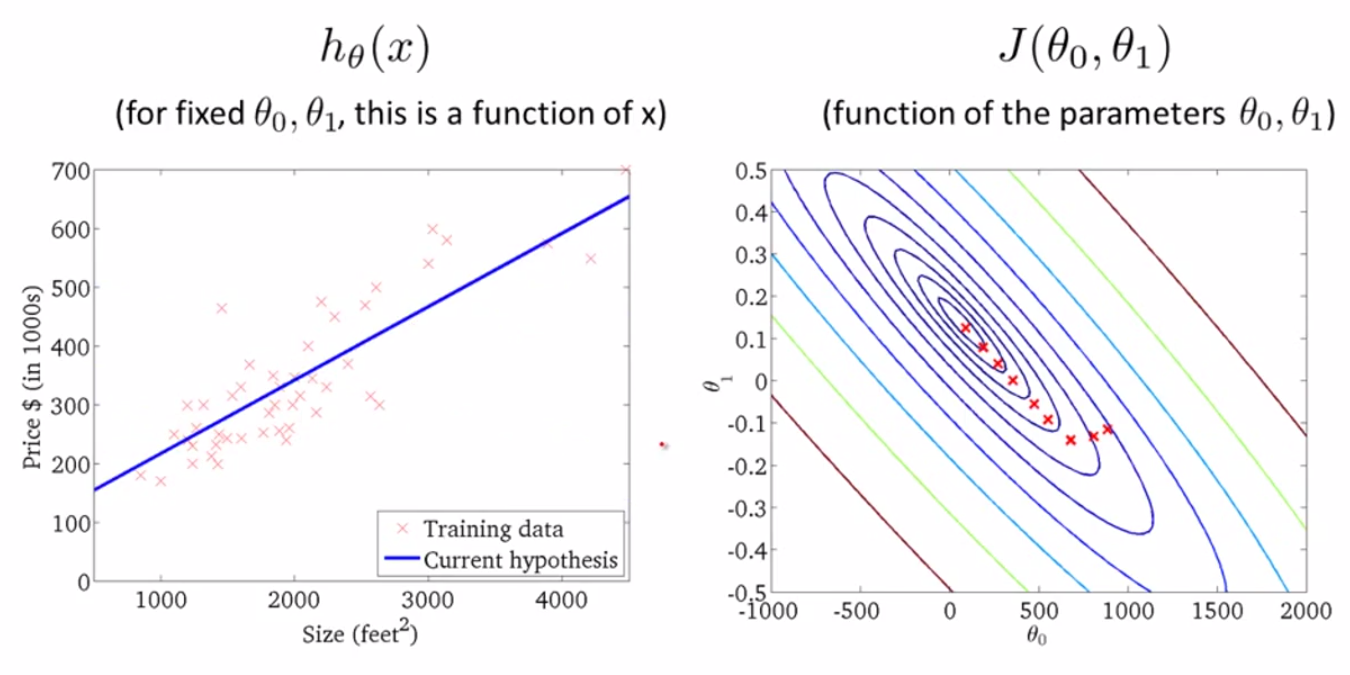 h_θ(x)
(for fixed θ₀, θ₁, this is a function of x)
700
600
500
400
300
200
100
0
Price $ (in 1000s)
1000 2000 3000 4000
Size (feet²)
Training data
Current hypothesis
J(θ₀, θ₁)
(function of the parameters θ₀, θ₁)
0.5
0.4
0.3
0.2
0.1
0
-0.1
-0.2
-0.3
-0.4
-0.5
θ₁
-1000 -500 0 500 1000 1500 2000
θ₀